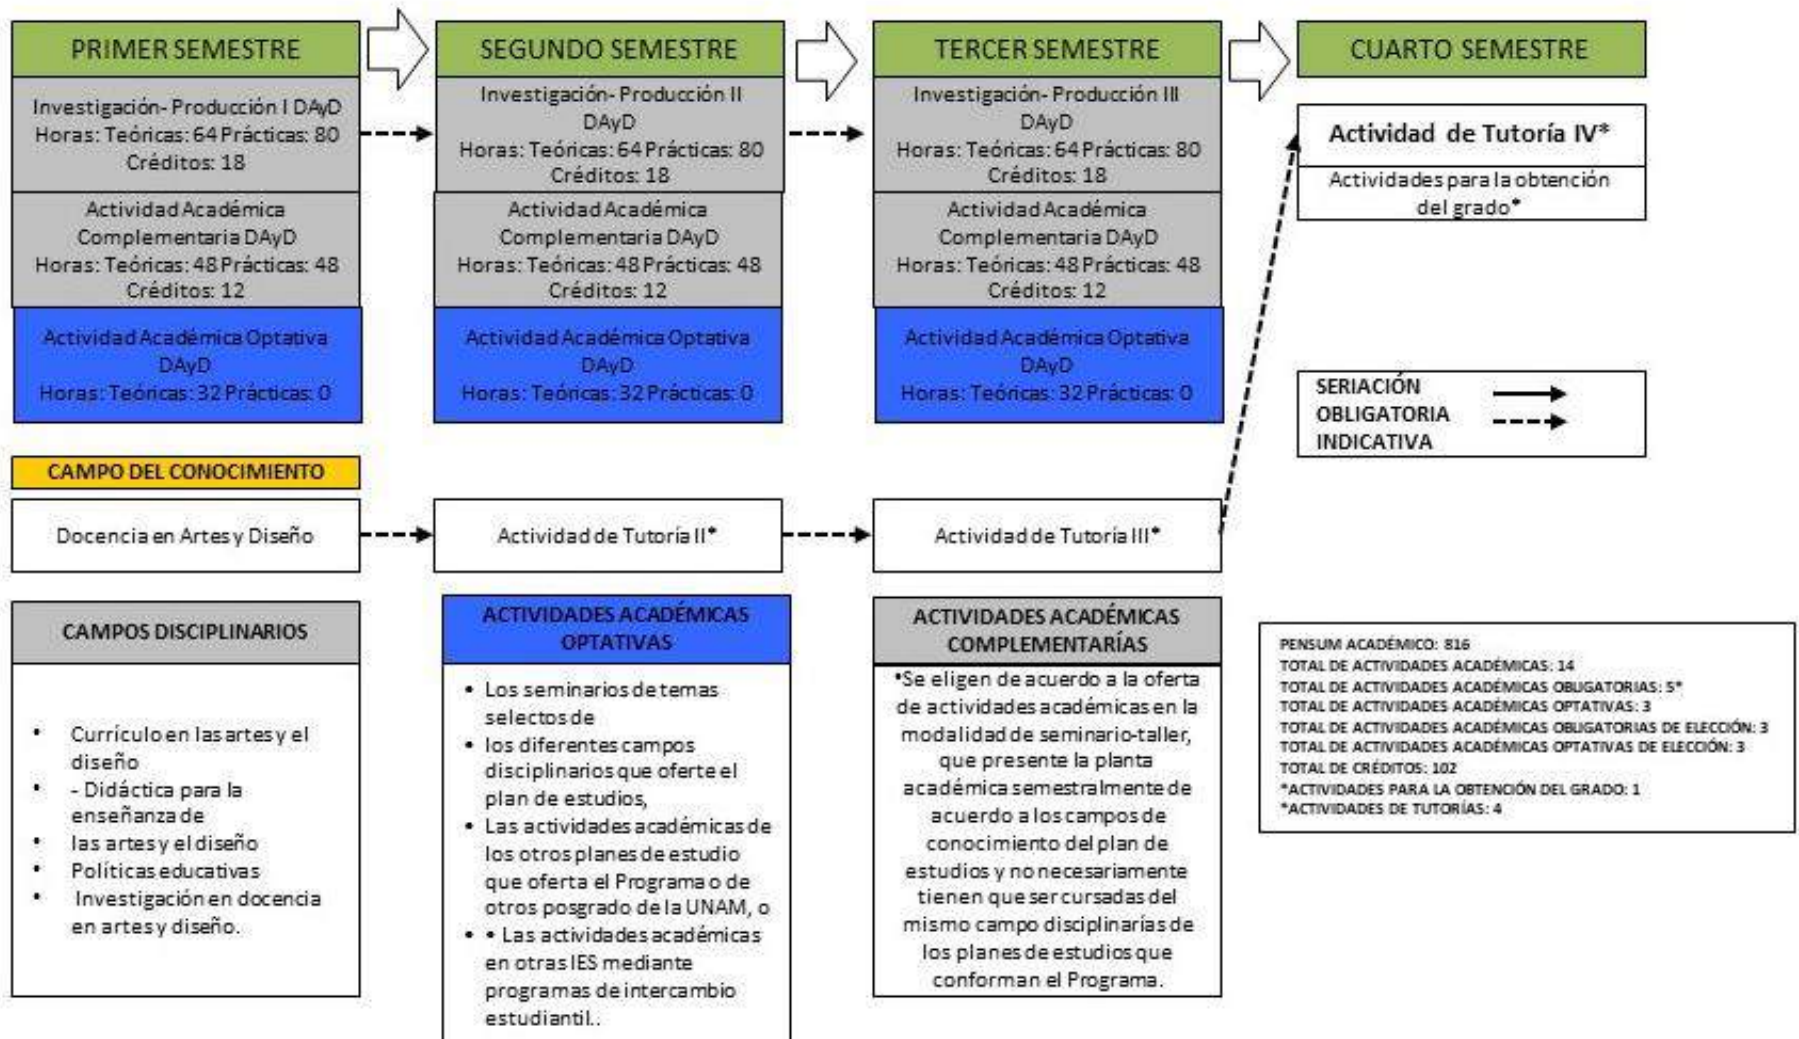 PRIMER SEMESTRE
Investigación- Producción I DAyD
Horas: Teóricas: 64 Prácticas: 80
Créditos: 18
Actividad Académica
Complementaria DAyD
Horas: Teóricas: 48 Prácticas: 48
Créditos: 12
Actividad Académica Optativa
DAyD
Horas: Teóricas: 32 Prácticas: 0
SEGUNDO SEMESTRE
Investigación- Producción II
DAyD
Horas: Teóricas: 64 Prácticas: 80
Créditos: 18
Actividad Académica
Complementaria DAyD
Horas: Teóricas: 48 Prácticas: 48
Créditos: 12
Actividad Académica Optativa
DAyD
Horas: Teóricas: 32 Prácticas: 0
TERCER SEMESTRE
Investigación- Producción III
DAyD
Horas: Teóricas: 64 Prácticas: 80
Créditos: 18
Actividad Académica
Complementaria DAyD
Horas: Teóricas: 48 Prácticas: 48
Créditos: 12
Actividad Académica Optativa
DAyD
Horas: Teóricas: 32 Prácticas: 0
CUARTO SEMESTRE
Actividad de Tutoría IV*
Actividades para la obtención
del grado*
SERIACIÓN
OBLIGATORIA
INDICATIVA
CAMPO DEL CONOCIMIENTO
Docencia en Artes y Diseño
Actividad de Tutoría II*
Actividad de Tutoría III*
CAMPOS DISCIPLINARIOS
• Currículo en las artes y el
diseño
• - Didáctica para la
enseñanza de
• las artes y el diseño
• Políticas educativas
• Investigación en docencia
en artes y diseño.
ACTIVIDADES ACADÉMICAS
OPTATIVAS
• Los seminarios de temas
selectos de
• los diferentes campos
disciplinarios que oferte el
plan de estudios,
• Las actividades académicas de
los otros planes de estudio
que oferta el Programa o de
otros posgrado de la UNAM, o
• • Las actividades académicas
en otras IES mediante
programas de intercambio
estudiantil..
ACTIVIDADES ACADÉMICAS
COMPLEMENTARÍAS
•Se eligen de acuerdo a la oferta
de actividades académicas en la
modalidad de seminario-taller,
que presente la planta
académica semestralmente de
acuerdo a los campos de
conocimiento del plan de
estudios y no necesariamente
tienen que ser cursadas del
mismo campo disciplinarías de
los planes de estudios que
conforman el Programa.
PENSUM ACADÉMICO: 816
TOTAL DE ACTIVIDADES ACADÉMICAS: 14
TOTAL DE ACTIVIDADES ACADÉMICAS OBLIGATORIAS: 5*
TOTAL DE ACTIVIDADES ACADÉMICAS OPTATIVAS: 3
TOTAL DE ACTIVIDADES ACADÉMICAS OBLIGATORIAS DE ELECCIÓN: 3
TOTAL DE ACTIVIDADES ACADÉMICAS OPTATIVAS DE ELECCIÓN: 3
TOTAL DE CRÉDITOS: 102
*ACTIVIDADES PARA LA OBTENCIÓN DEL GRADO: 1
*ACTIVIDADES DE TUTORÍAS: 4